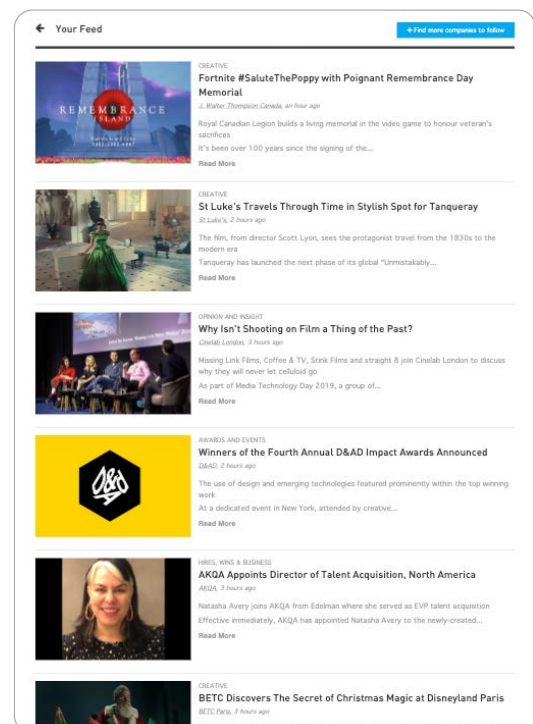 Your Feed
+ Find more companies to follow
CREATIVE
Fortnite #SaluteThePoppy with Poignant Remembrance Day
Memorial
J. Walter Thompson Canada, an hour ago
Royal Canadian Legion builds a living memorial in the video game to honour veteran's
sacrifices
It's been over 100 years since the signing of the...
Read More
REMEMBRANCE
ISLAND
CREATIVE
St Luke's Travels Through Time in Stylish Spot for Tanqueray
St Luke's, 2 hours ago
The film, from director Scott Lyon, sees the protagonist travel from the 1830s to the
modern era
Tanqueray has launched the next phase of its global "Unmistakably...
Read More
OPINION AND INSIGHT
Why Isn't Shooting on Film a Thing of the Past?
Cinelab London, 3 hours ago
Missing Link Films, Coffee & TV, Stink Films and straight 8 join Cinelab London to discuss
why they will never let celluloid go
As part of Media Technology Day 2019, a group of...
Read More
AWARDS AND EVENTS
Winners of the Fourth Annual D&AD Impact Awards Announced
D&AD, 2 hours ago
The use of design and emerging technologies featured prominently within the top winning
work
At a dedicated event in New York, attended by creative...
Read More
D&AD
HIRES, WINS & BUSINESS
AKQA Appoints Director of Talent Acquisition, North America
AKQA, 3 hours ago
Natasha Avery joins AKQA from Edelman where she served as EVP talent acquisition
Effective immediately, AKQA has appointed Natasha Avery to the newly-created...
Read More
CREATIVE
BETC Discovers The Secret of Christmas Magic at Disneyland Paris
BETC Paris, 3 hours ago